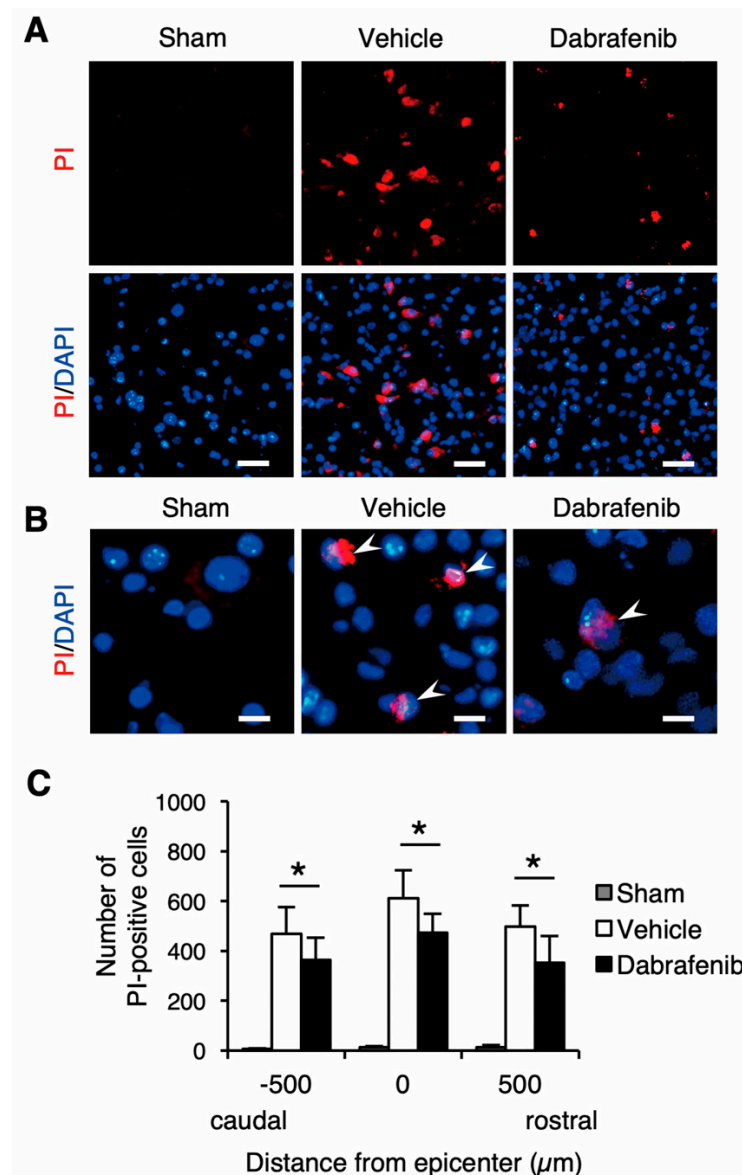 A
Sham Vehicle Dabrafenib
PI
PI/DAPI
B
Sham Vehicle Dabrafenib
PI/DAPI
C
Number of
PI-positive cells
1000
800
600
400
200
0
* * *
Sham
Vehicle
Dabrafenib
-500 0 500
caudal rostral
Distance from epicenter (µm)